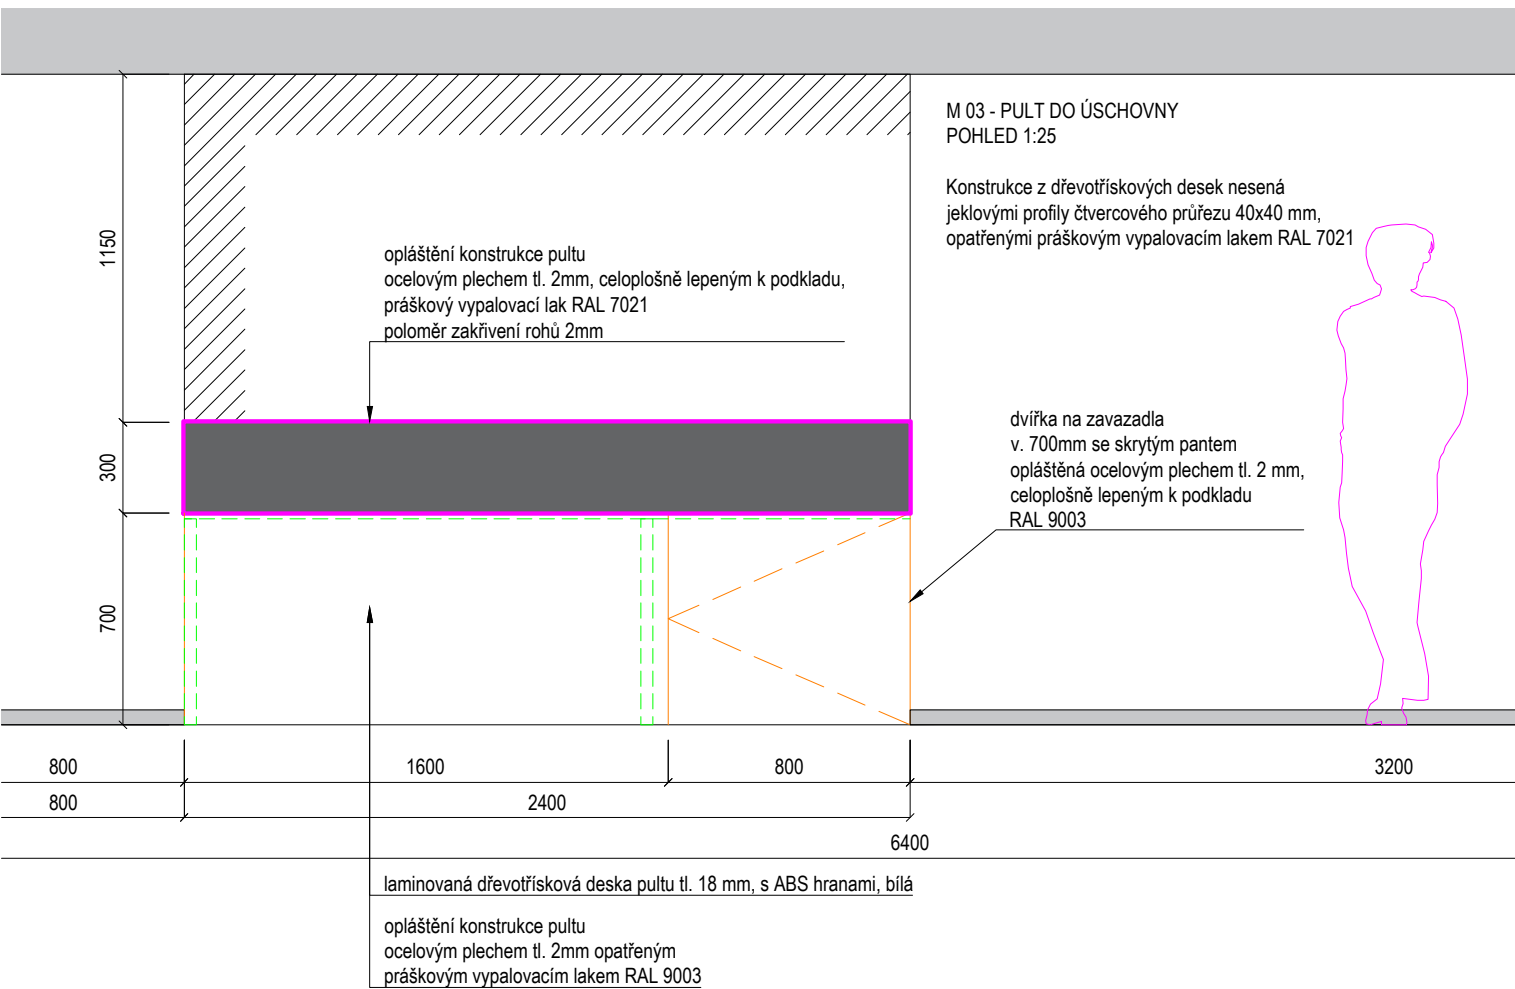 M 03 - PULT DO ÚSCHOVNY
POHLED 1:25
Konstrukce z dřevotřískových desek nesená
jeklovými profily čtvercového průřezu 40x40 mm,
opatřenými práškovým vypalovacím lakem RAL 7021
1150
opláštění konstrukce pultu
ocelovým plechem tl. 2mm, celoplošně lepeným k podkladu,
práškový vypalovací lak RAL 7021
poloměr zakřivení rohů 2mm
300
dvířka na zavazadla
v. 700mm se skrytým pantem
opláštěná ocelovým plechem tl. 2 mm,
celoplošně lepeným k podkladu
RAL 9003
700
800 1600 800 3200
800 2400
6400
laminovaná dřevotřísková deska pultu tl. 18 mm, s ABS hranami, bílá
opláštění konstrukce pultu
ocelovým plechem tl. 2mm opatřeným
práškovým vypalovacím lakem RAL 9003